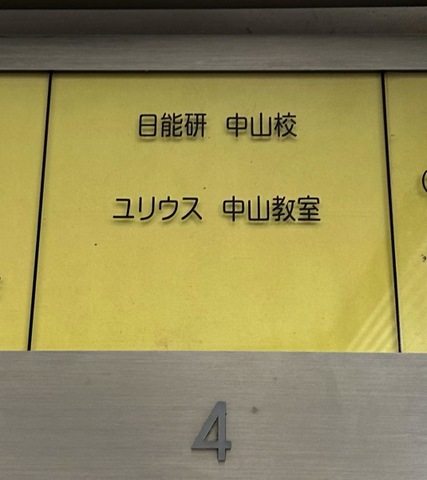 日能研 中山校
ユリウス 中山教室
4